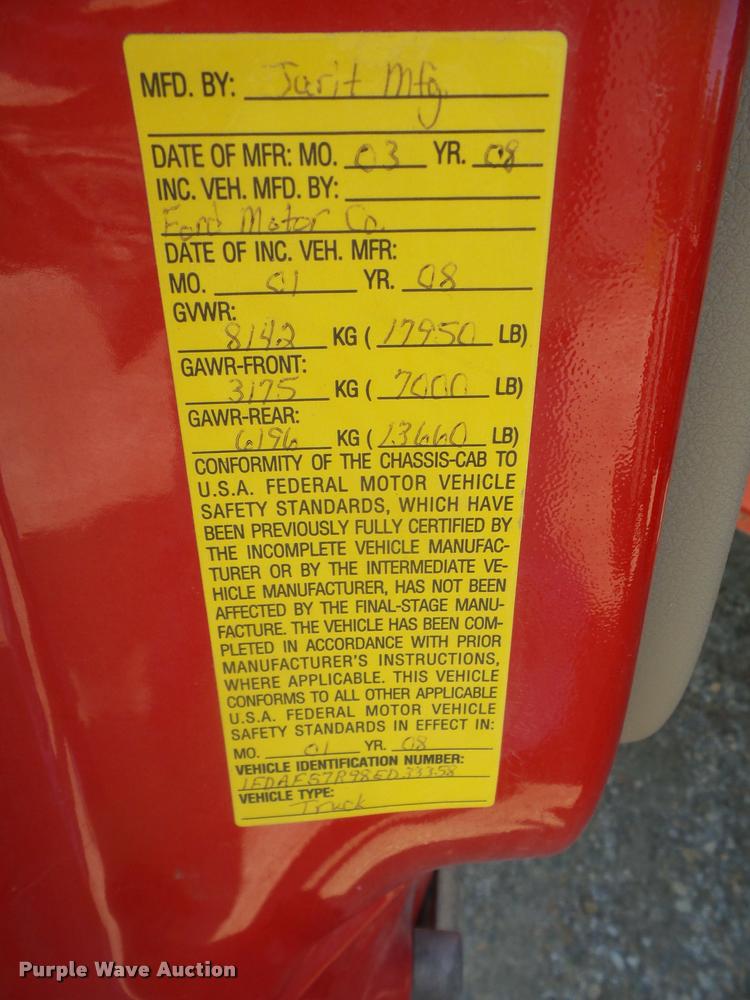 MFD. BY: Jarit Mfg
DATE OF MFR: MO. 03 YR. 08
INC. VEH. MFD. BY:
Ford Motor Co.
DATE OF INC. VEH. MFR:
MO. 01 YR. 08
GVWR:
8142 KG ( 17950 LB)
GAWR-FRONT:
3175 KG ( 7000 LB)
GAWR-REAR:
6196 KG ( 13660 LB)
CONFORMITY OF THE CHASSIS-CAB TO
U.S.A. FEDERAL MOTOR VEHICLE
SAFETY STANDARDS, WHICH HAVE
BEEN PREVIOUSLY FULLY CERTIFIED BY
THE INCOMPLETE VEHICLE MANUFAC-
TURER OR BY THE INTERMEDIATE VE-
HICLE MANUFACTURER, HAS NOT BEEN
AFFECTED BY THE FINAL-STAGE MANU-
FACTURE. THE VEHICLE HAS BEEN COM-
PLETED IN ACCORDANCE WITH PRIOR
MANUFACTURER'S INSTRUCTIONS,
WHERE APPLICABLE. THIS VEHICLE
CONFORMS TO ALL OTHER APPLICABLE
U.S.A. FEDERAL MOTOR VEHICLE
SAFETY STANDARDS IN EFFECT IN:
MO. 01 YR. 08
VEHICLE IDENTIFICATION NUMBER:
1FDAF57R98ED33358
VEHICLE TYPE:
Truck
Purple Wave Auction